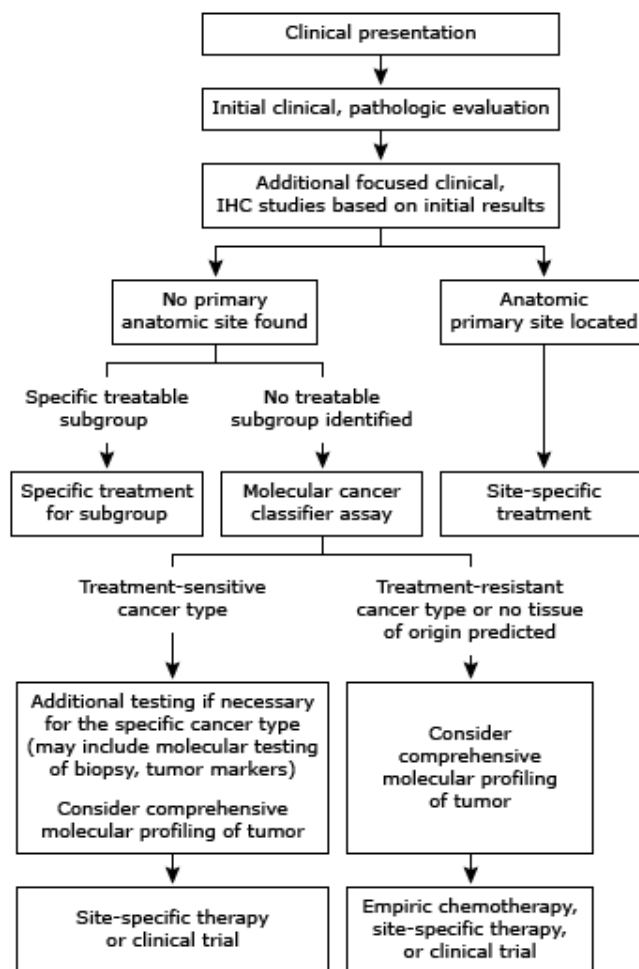 Clinical presentation
Initial clinical, pathologic evaluation
Additional focused clinical,
IHC studies based on initial results
No primary
anatomic site found
Anatomic
primary site located
Specific treatable
subgroup
No treatable
subgroup identified
Specific treatment
for subgroup
Molecular cancer
classifier assay
Site-specific
treatment
Treatment-sensitive
cancer type
Treatment-resistant
cancer type or no tissue
of origin predicted
Additional testing if necessary
for the specific cancer type
(may include molecular testing
of biopsy, tumor markers)
Consider comprehensive
molecular profiling of tumor
Consider
comprehensive
molecular profiling
of tumor
Site-specific therapy
or clinical trial
Empiric chemotherapy,
site-specific therapy,
or clinical trial